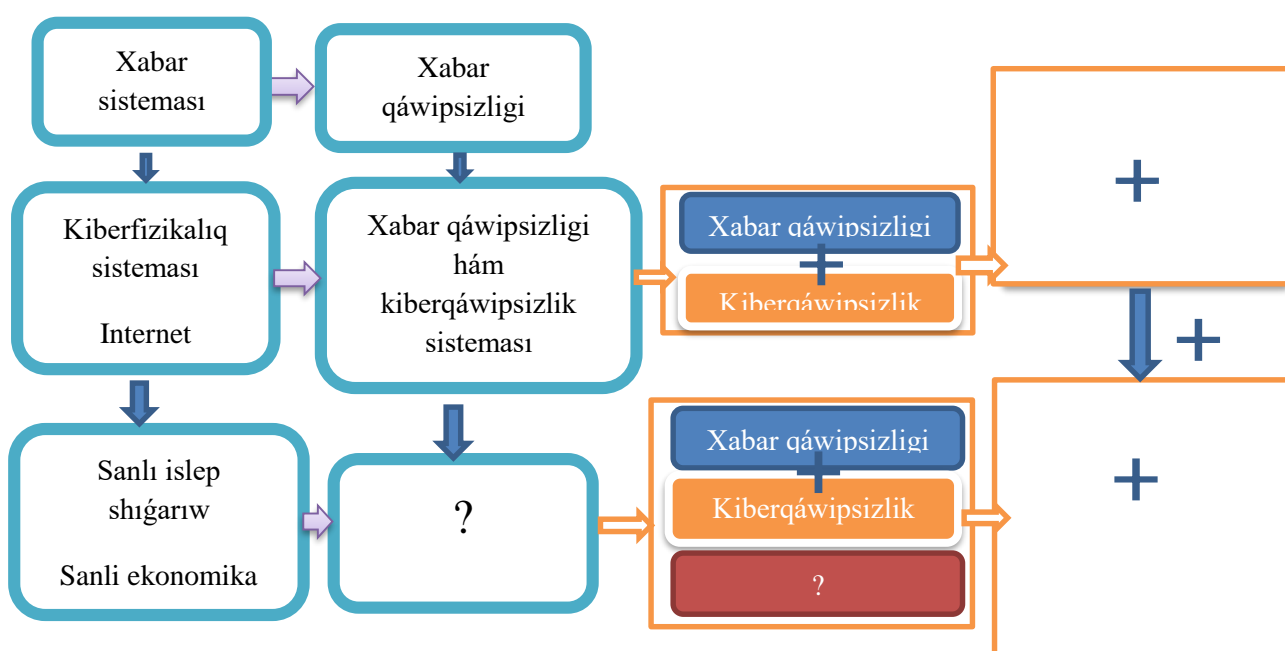 Xabar
sisteması
Xabar
qáwipsizligi
Kiberfizikalıq
sisteması
Internet
Xabar qáwipsizligi
hám
kiberqáwipsizlik
sisteması
Xabar qáwipsizligi
+
Kiberqáwipsizlik
+
+
Sanlı islep
shıǵarıw
Sanli ekonomika
?
Xabar qáwipsizligi
+
Kiberqáwipsizlik
?
+